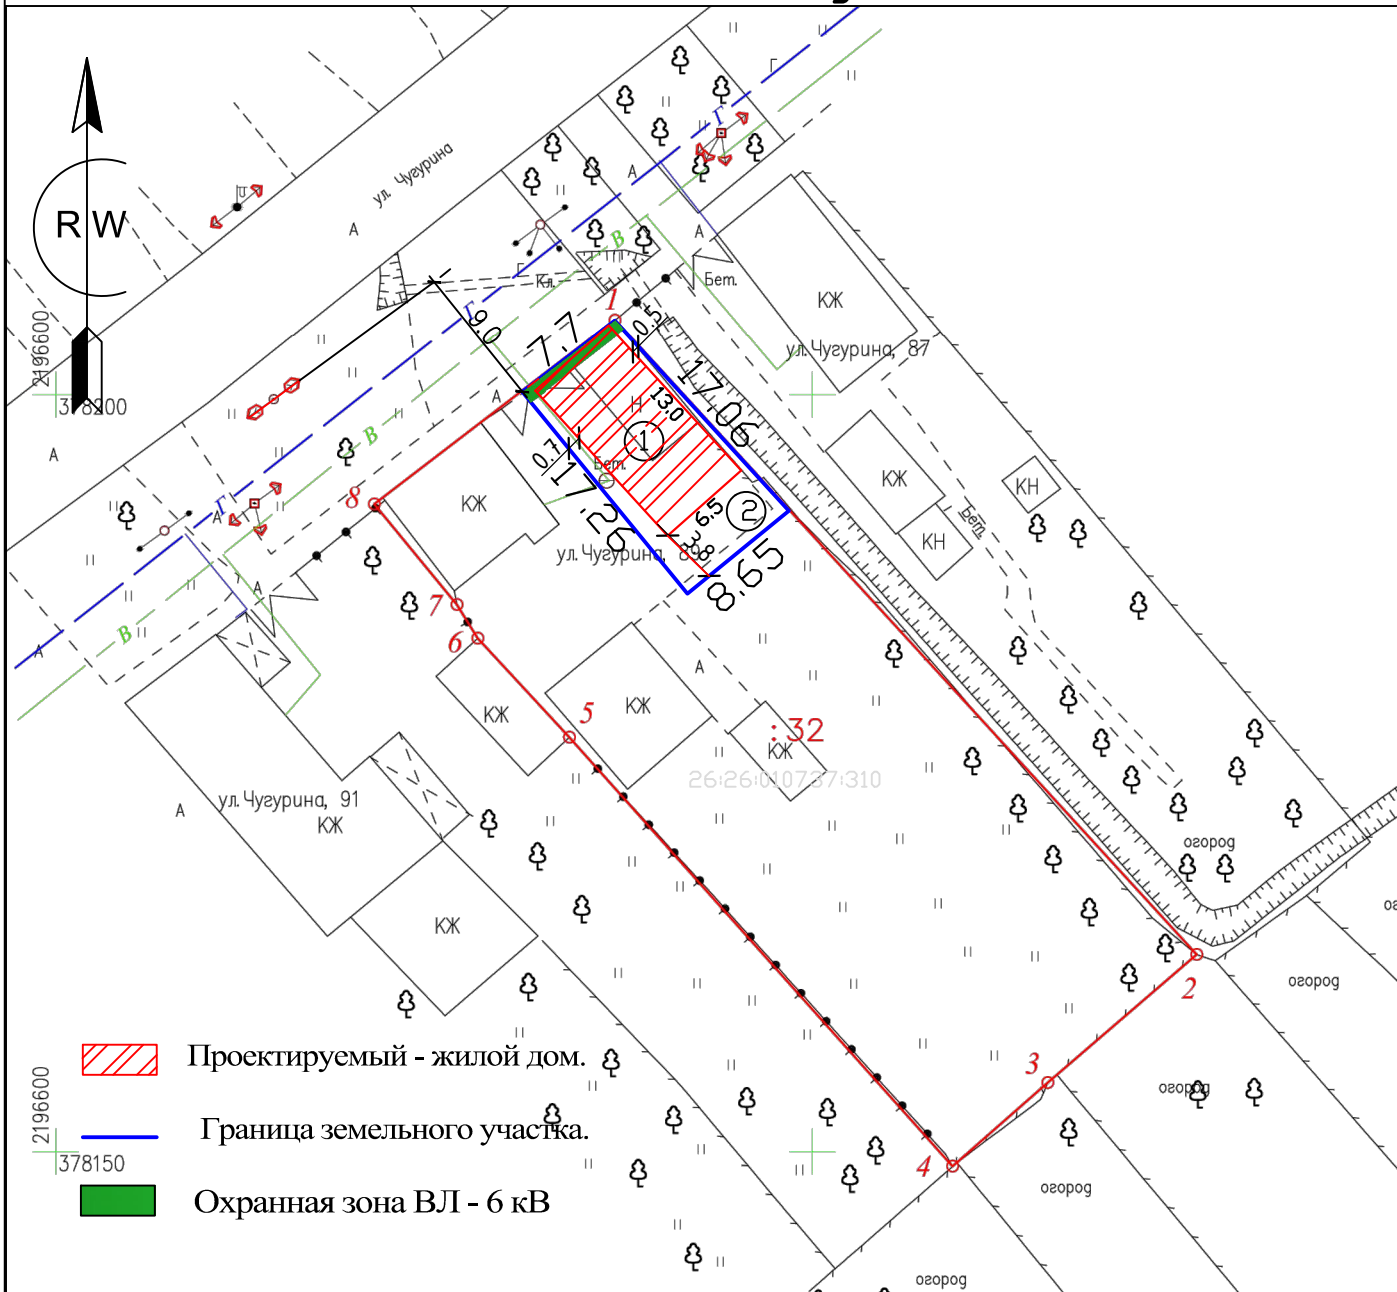 ул. Чугурина
R W
2196600
378200
А
А
Г
Г
Г
А
А
Бет.
Кл.
В
КЖ
ул.Чугурина, 87
9.0
7.7
1
0.5
17.06
13.0
Н
1
А
В
Г
0.7
Бет.
17.26
6.5
2
3.8
8.65
8
КЖ
ул.Чугурина, 89
КЖ
КН
КН
Бет.
А
А
А
В
А
7
6
5
КЖ
КЖ
А
:32
КЖ
26:26:010737:310
ул.Чугурина, 91
КЖ
А
КЖ
огород
огород
огород
огород
огород
2
3
4
Проектируемый - жилой дом.
Граница земельного участка.
Охранная зона ВЛ - 6 кВ
2196600
378150